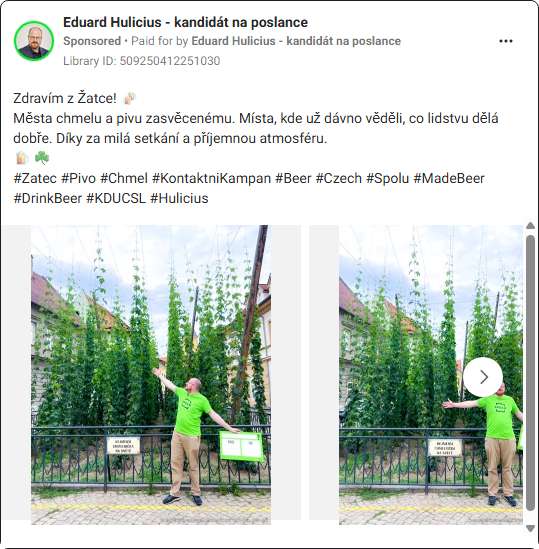 Eduard Hulicius - kandidát na poslance
Sponsored • Paid for by Eduard Hulicius - kandidát na poslance
Library ID: 509250412251030
Zdravím z Žatce! 🍻
Města chmelu a pivu zasvěcenému. Místa, kde už dávno věděli, co lidstvu dělá
dobře. Díky za milá setkání a příjemnou atmosféru.
🍺 ☘️
#Zatec #Pivo #Chmel #KontaktniKampan #Beer #Czech #Spolu #MadeBeer
#DrinkBeer #KDUCSL #Hulicius